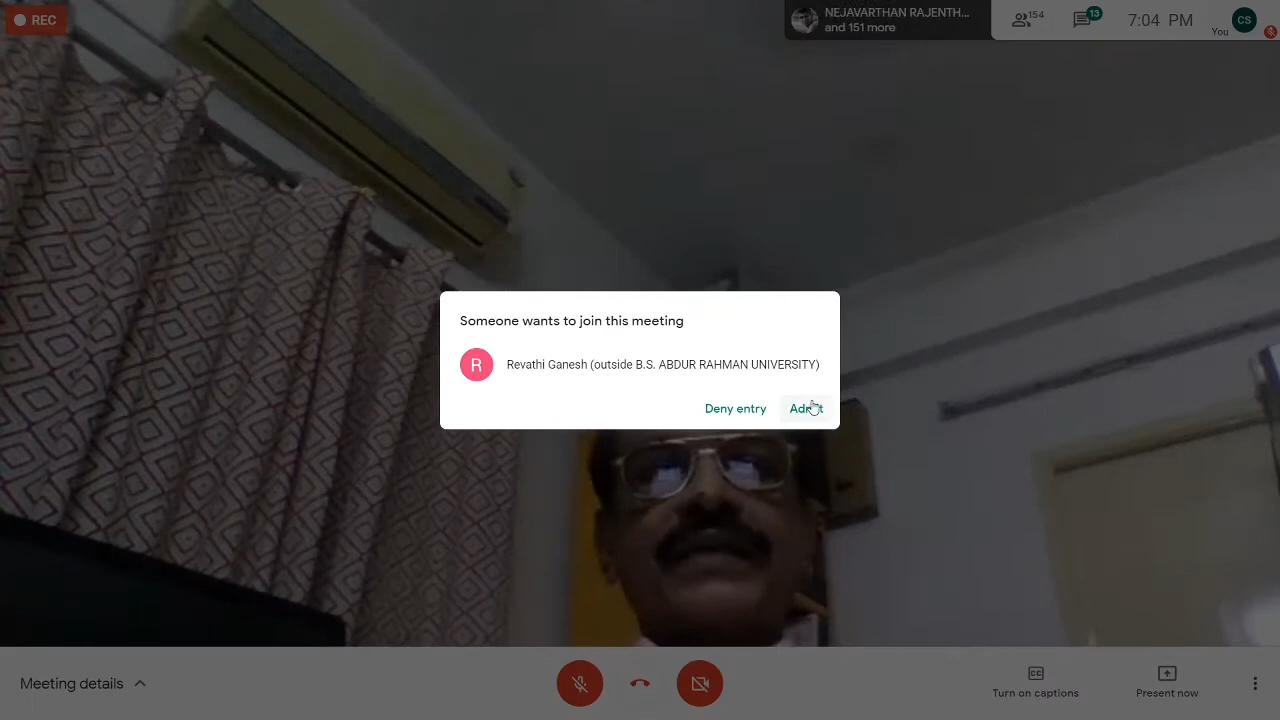 REC
NEJAVARTHAN RAJENTH...
and 151 more
154
13
7:04 PM
You
CS
Someone wants to join this meeting
R
Revathi Ganesh (outside B.S. ABDUR RAHMAN UNIVERSITY)
Deny entry
Admit
Meeting details
CC
Turn on captions
Present now